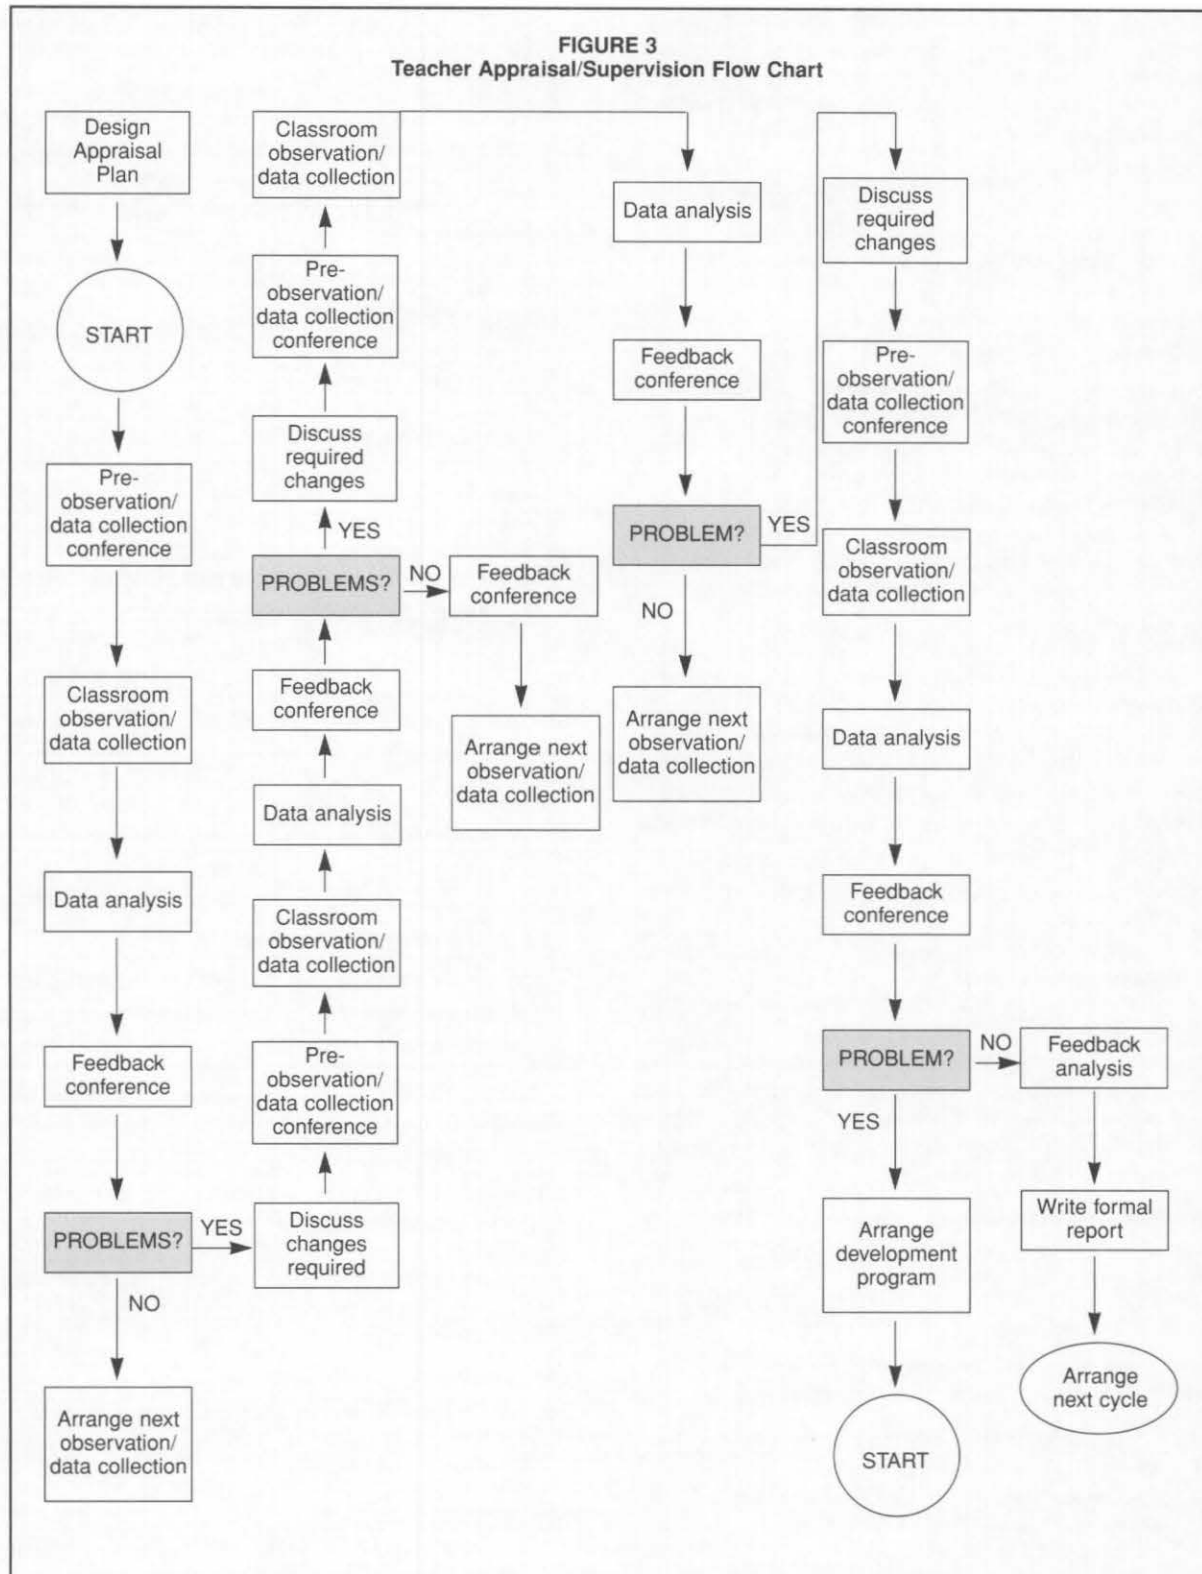 FIGURE 3
Teacher Appraisal/Supervision Flow Chart
Design
Appraisal
Plan
START
Pre-
observation/
data collection
conference
Classroom
observation/
data collection
Data analysis
Feedback
conference
PROBLEMS?
YES
NO
Arrange next
observation/
data collection
Discuss
changes
required
Pre-
observation/
data collection
conference
Classroom
observation/
data collection
Data analysis
Feedback
conference
PROBLEMS?
NO
Feedback
conference
Arrange next
observation/
data collection
YES
Discuss
required
changes
Pre-
observation/
data collection
conference
Classroom
observation/
data collection
Data analysis
Feedback
conference
PROBLEM?
YES
NO
Arrange next
observation/
data collection
Discuss
required
changes
Pre-
observation/
data collection
conference
Classroom
observation/
data collection
Data analysis
Feedback
conference
PROBLEM?
NO
Feedback
analysis
Write formal
report
Arrange
next cycle
YES
Arrange
development
program
START